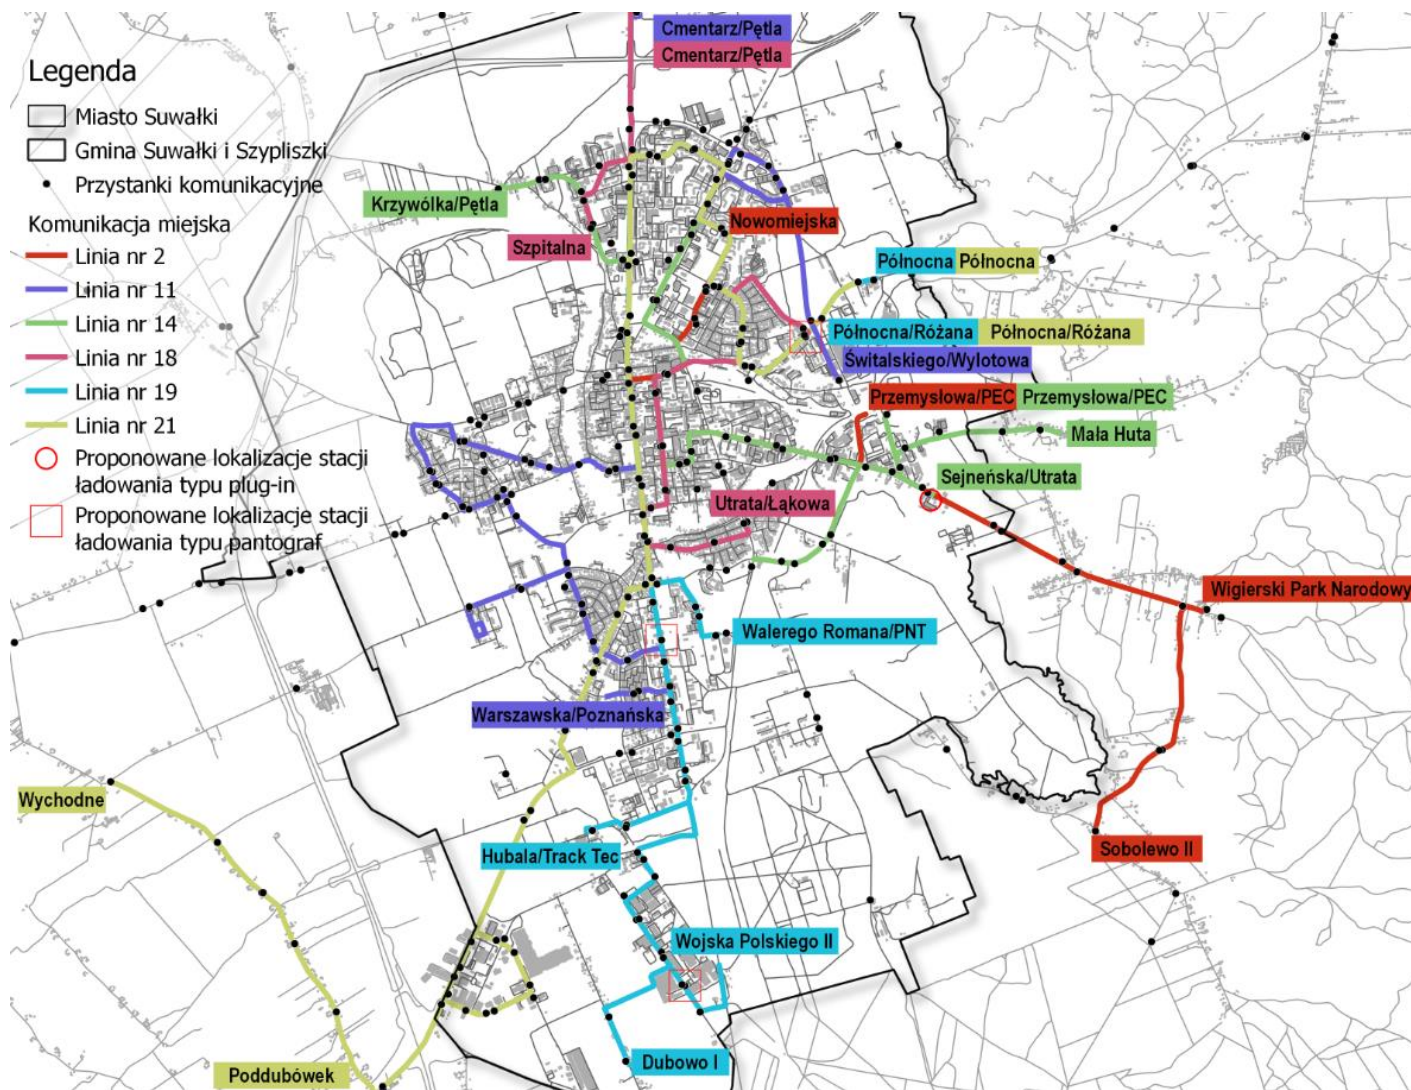 Cmentarz/Pętla
Cmentarz/Pętla
Legenda
Miasto Suwałki
Gmina Suwałki i Szypliszki
Przystanki komunikacyjne
Komunikacja miejska
Linia nr 2
Linia nr 11
Linia nr 14
Linia nr 18
Linia nr 19
Linia nr 21
Proponowane lokalizacje stacji
ładowania typu plug-in
Proponowane lokalizacje stacji
ładowania typu pantograf
Krzywólka/Pętla
Nowomiejska
Szpitalna
Północna Północna
Północna/Różana Północna/Różana
Świtalskiego/Wylotowa
Przemysłowa/PEC Przemysłowa/PEC
Mała Huta
Sejneńska/Utrata
Utrata/Łąkowa
Wigierski Park Narodowy
Walerego Romana/PNT
Warszawska/Poznańska
Wychodne
Sobolewo II
Hubala/Track Tec
Wojska Polskiego II
Dubowo I
Poddubówek